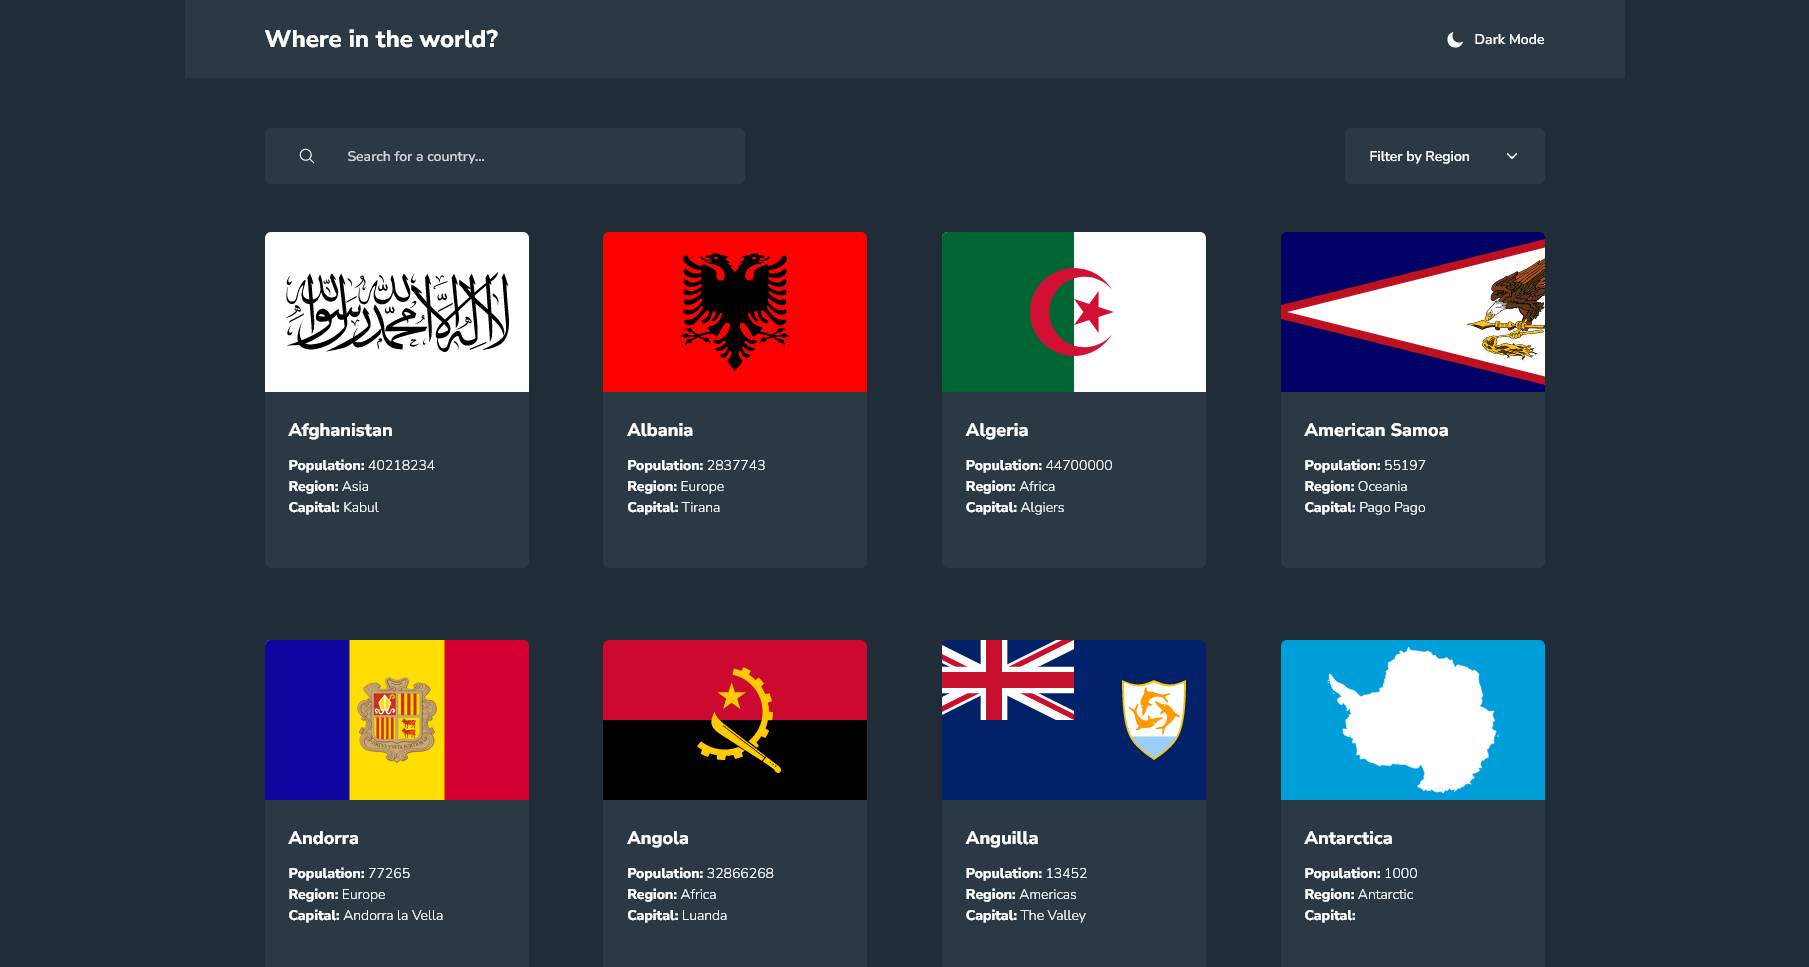 Where in the world?
Dark Mode
Search for a country...
Filter by Region
لا إله إلا الله محمد رسول الله
Afghanistan
Population: 40218234
Region: Asia
Capital: Kabul
Albania
Population: 2837743
Region: Europe
Capital: Tirana
Algeria
Population: 44700000
Region: Africa
Capital: Algiers
American Samoa
Population: 55197
Region: Oceania
Capital: Pago Pago
Andorra
Population: 77265
Region: Europe
Capital: Andorra la Vella
Angola
Population: 32866268
Region: Africa
Capital: Luanda
Anguilla
Population: 13452
Region: Americas
Capital: The Valley
Antarctica
Population: 1000
Region: Antarctic
Capital: